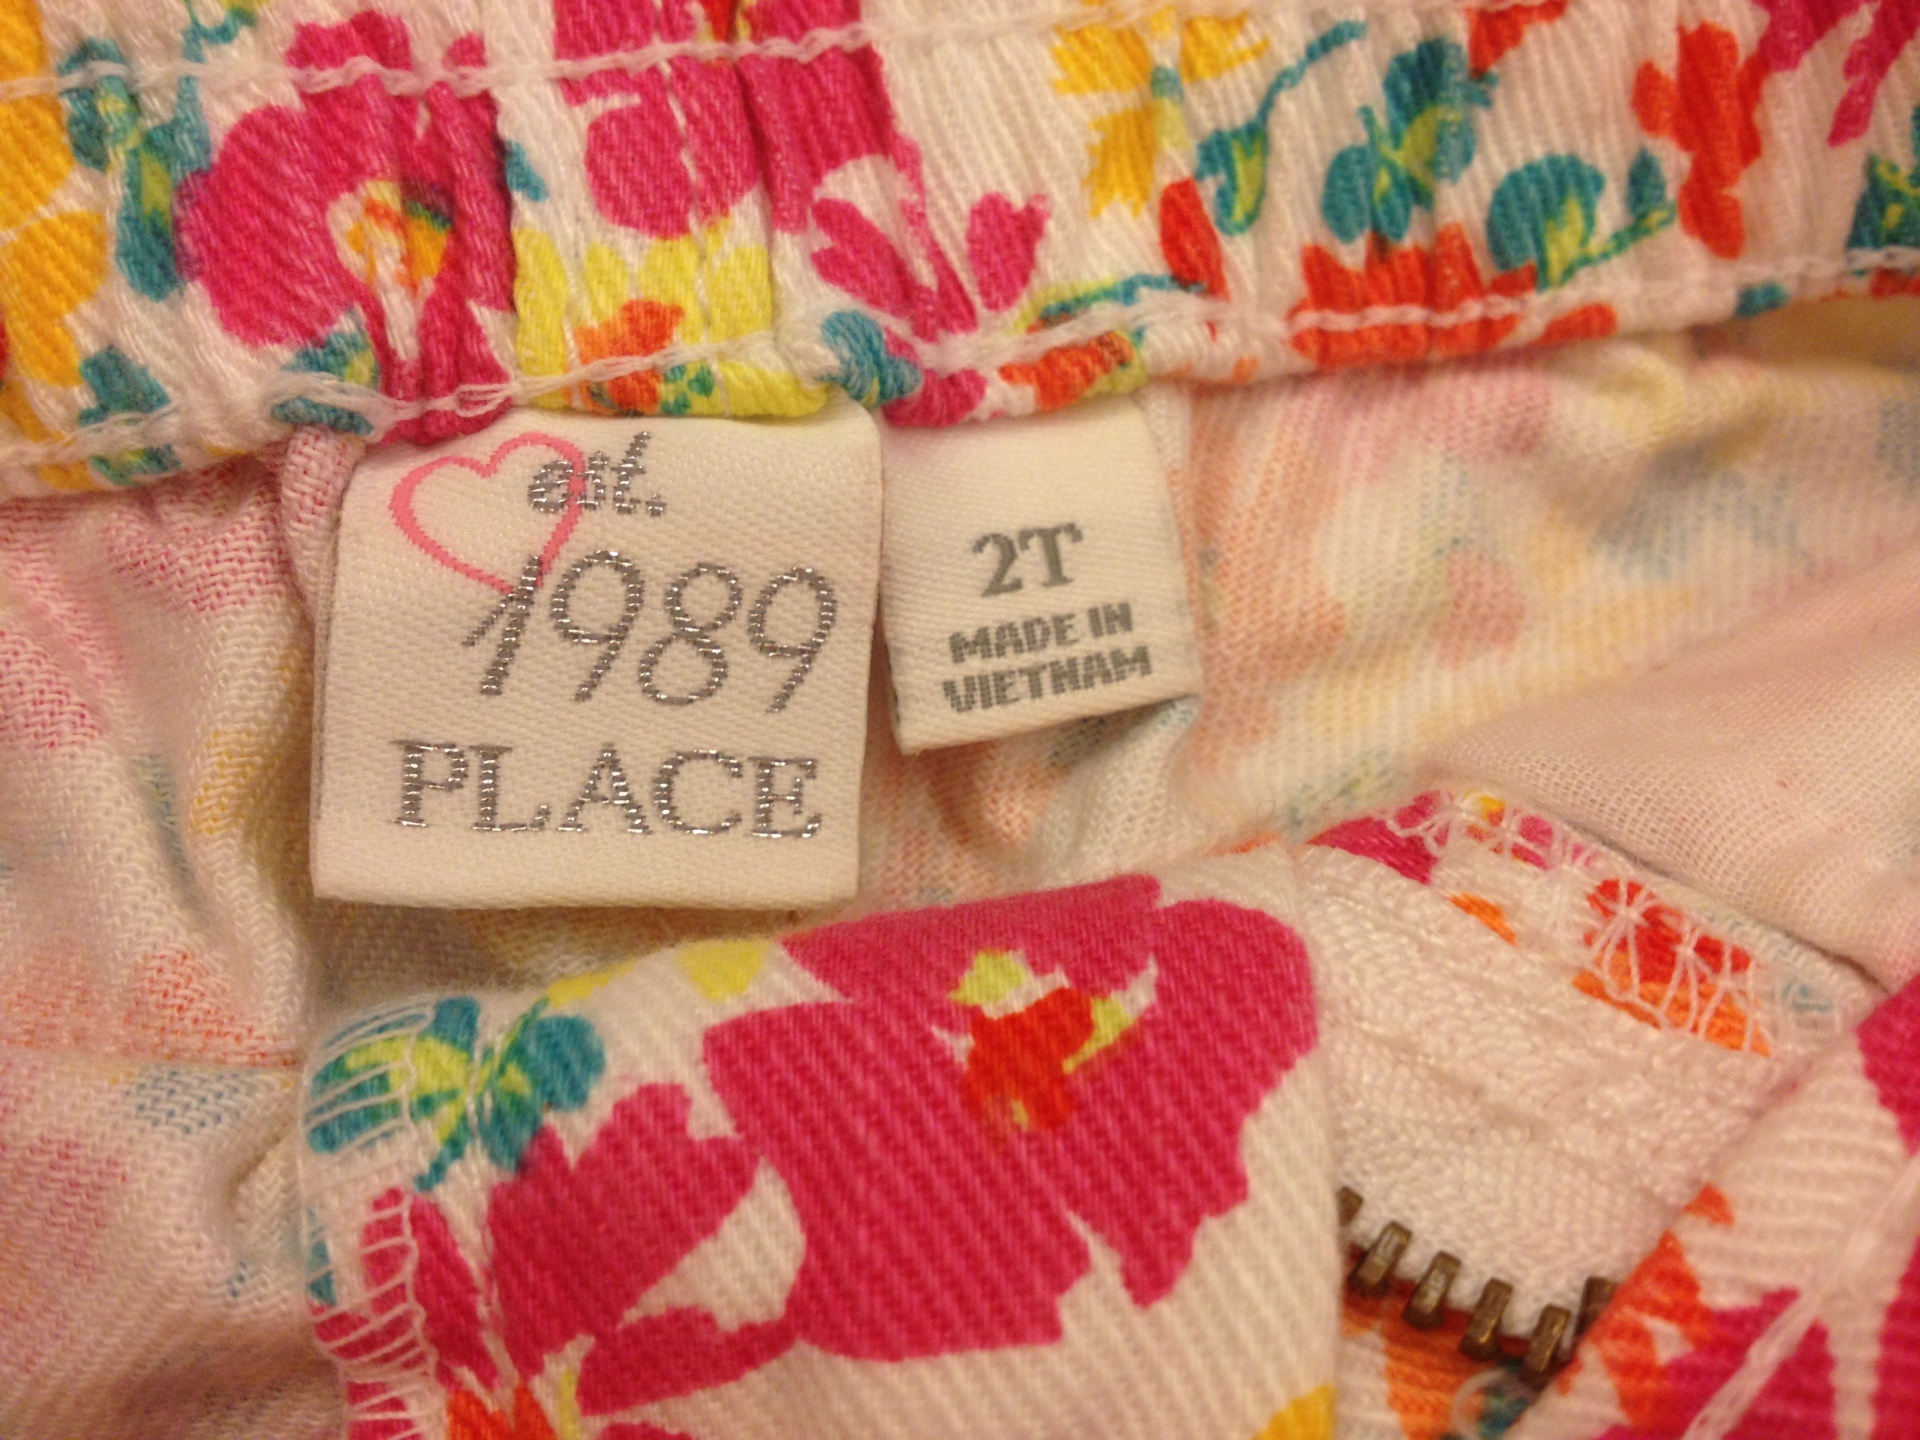 est.
1989
PLACE
2T
MADE IN
VIETNAM